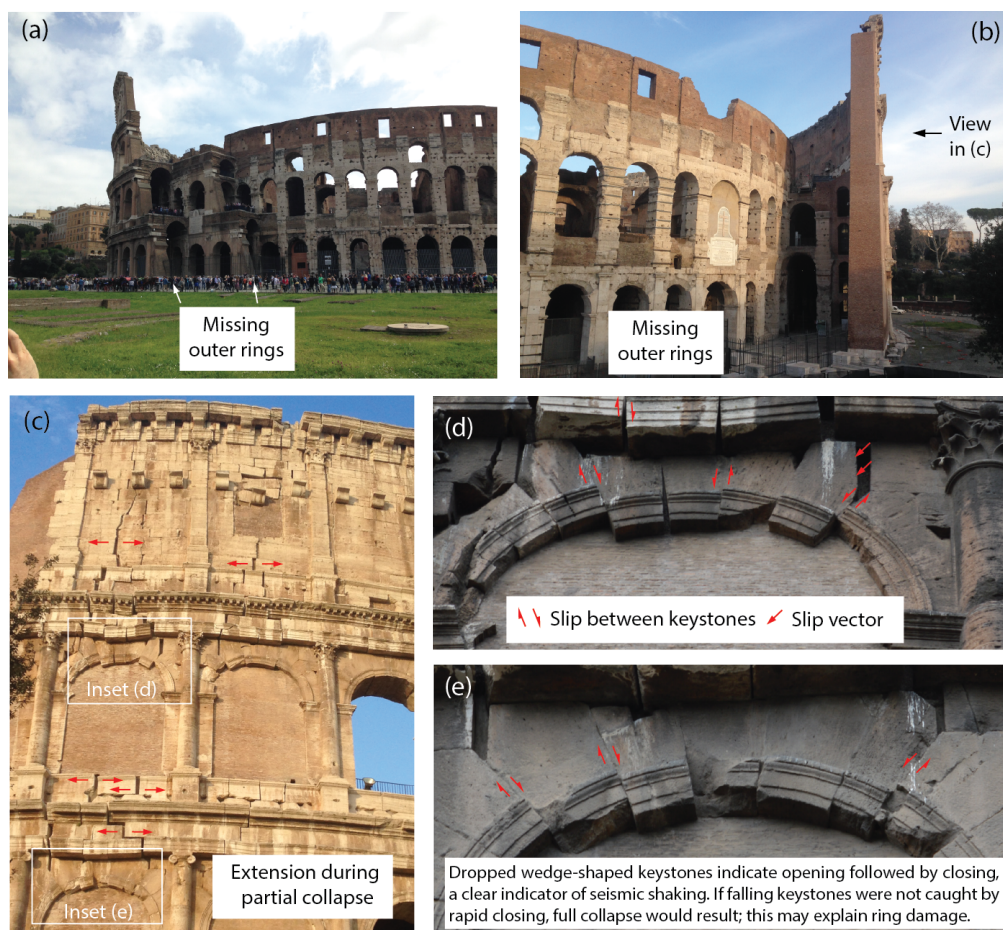 (a)
Missing
outer rings
(b)
View
in (c)
Missing
outer rings
(c)
Inset (d)
Inset (e)
Extension during
partial collapse
(d)
Slip between keystones Slip vector
(e)
Dropped wedge-shaped keystones indicate opening followed by closing,
a clear indicator of seismic shaking. If falling keystones were not caught by
rapid closing, full collapse would result; this may explain ring damage.